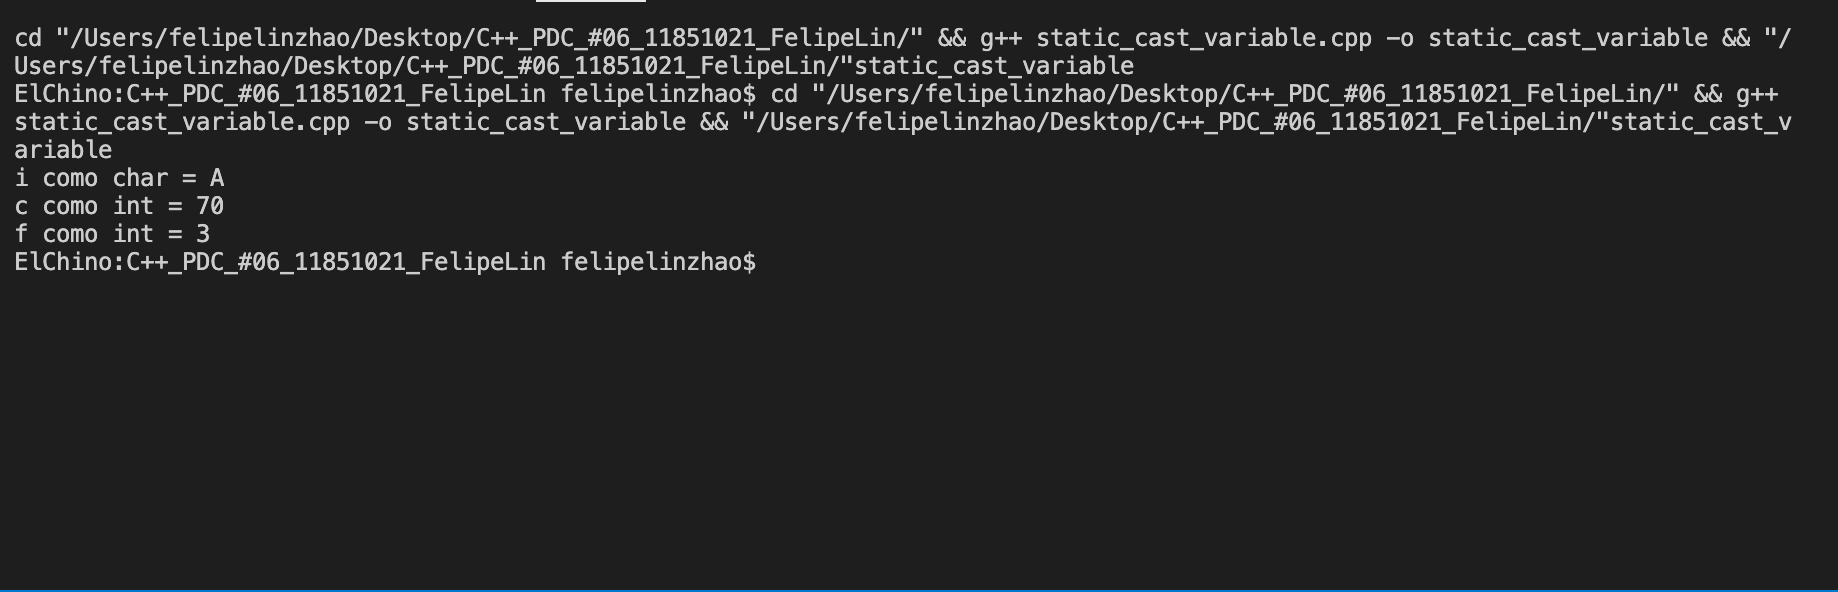 cd "/Users/felipelinzhao/Desktop/C++_PDC_#06_11851021_FelipeLin/" && g++ static_cast_variable.cpp -o static_cast_variable && "/
Users/felipelinzhao/Desktop/C++_PDC_#06_11851021_FelipeLin/"static_cast_variable
ElChino:C++_PDC_#06_11851021_FelipeLin felipelinzhao$ cd "/Users/felipelinzhao/Desktop/C++_PDC_#06_11851021_FelipeLin/" && g++
static_cast_variable.cpp -o static_cast_variable && "/Users/felipelinzhao/Desktop/C++_PDC_#06_11851021_FelipeLin/"static_cast_v
ariable
i como char = A
c como int = 70
f como int = 3
ElChino:C++_PDC_#06_11851021_FelipeLin felipelinzhao$